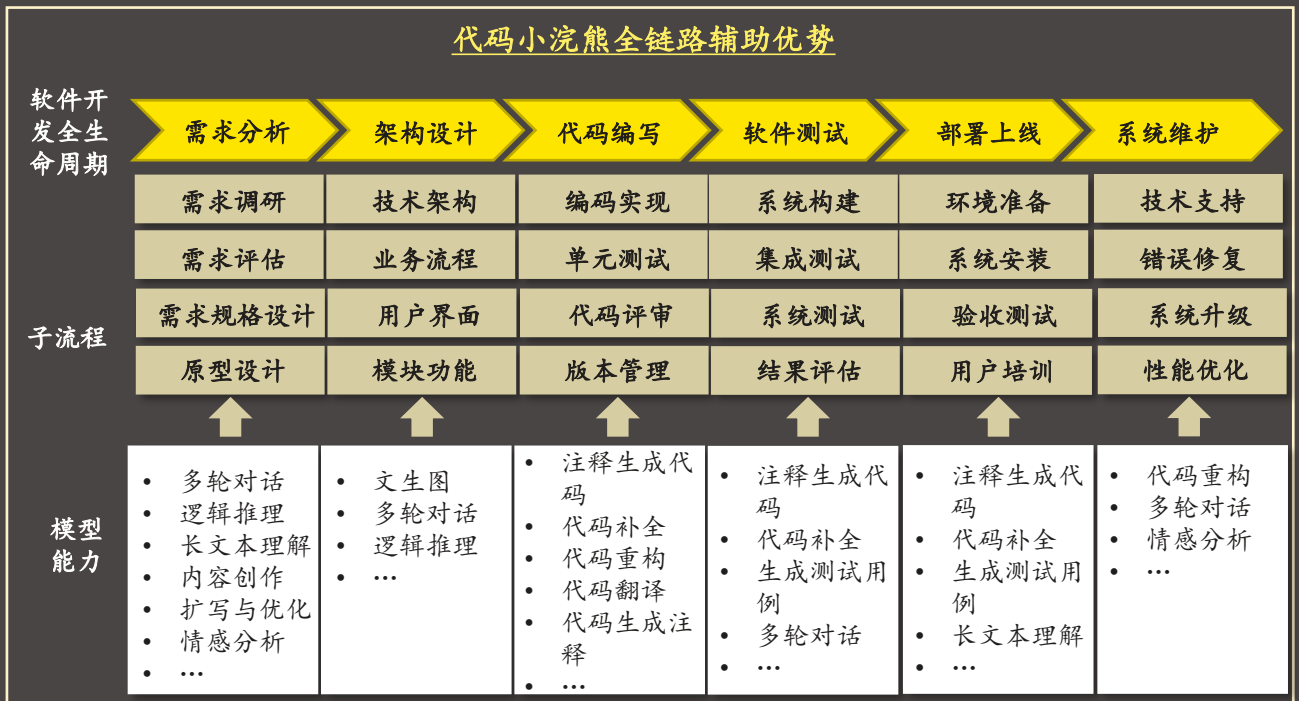 代码小浣熊全链路辅助优势
软件开
发全生
命周期
需求分析
架构设计
代码编写
软件测试
部署上线
系统维护
子流程
需求调研
技术架构
编码实现
系统构建
环境准备
技术支持
需求评估
业务流程
单元测试
集成测试
系统安装
错误修复
需求规格设计
用户界面
代码评审
系统测试
验收测试
系统升级
原型设计
模块功能
版本管理
结果评估
用户培训
性能优化
模型
能力
• 多轮对话
• 逻辑推理
• 长文本理解
• 内容创作
• 扩写与优化
• 情感分析
• …
• 文生图
• 多轮对话
• 逻辑推理
• …
• 注释生成代
码
• 代码补全
• 代码重构
• 代码翻译
• 代码生成注
释
• …
• 注释生成代
码
• 代码补全
• 生成测试用
例
• 多轮对话
• …
• 注释生成代
码
• 代码补全
• 生成测试用
例
• 长文本理解
• …
• 代码重构
• 多轮对话
• 情感分析
• …